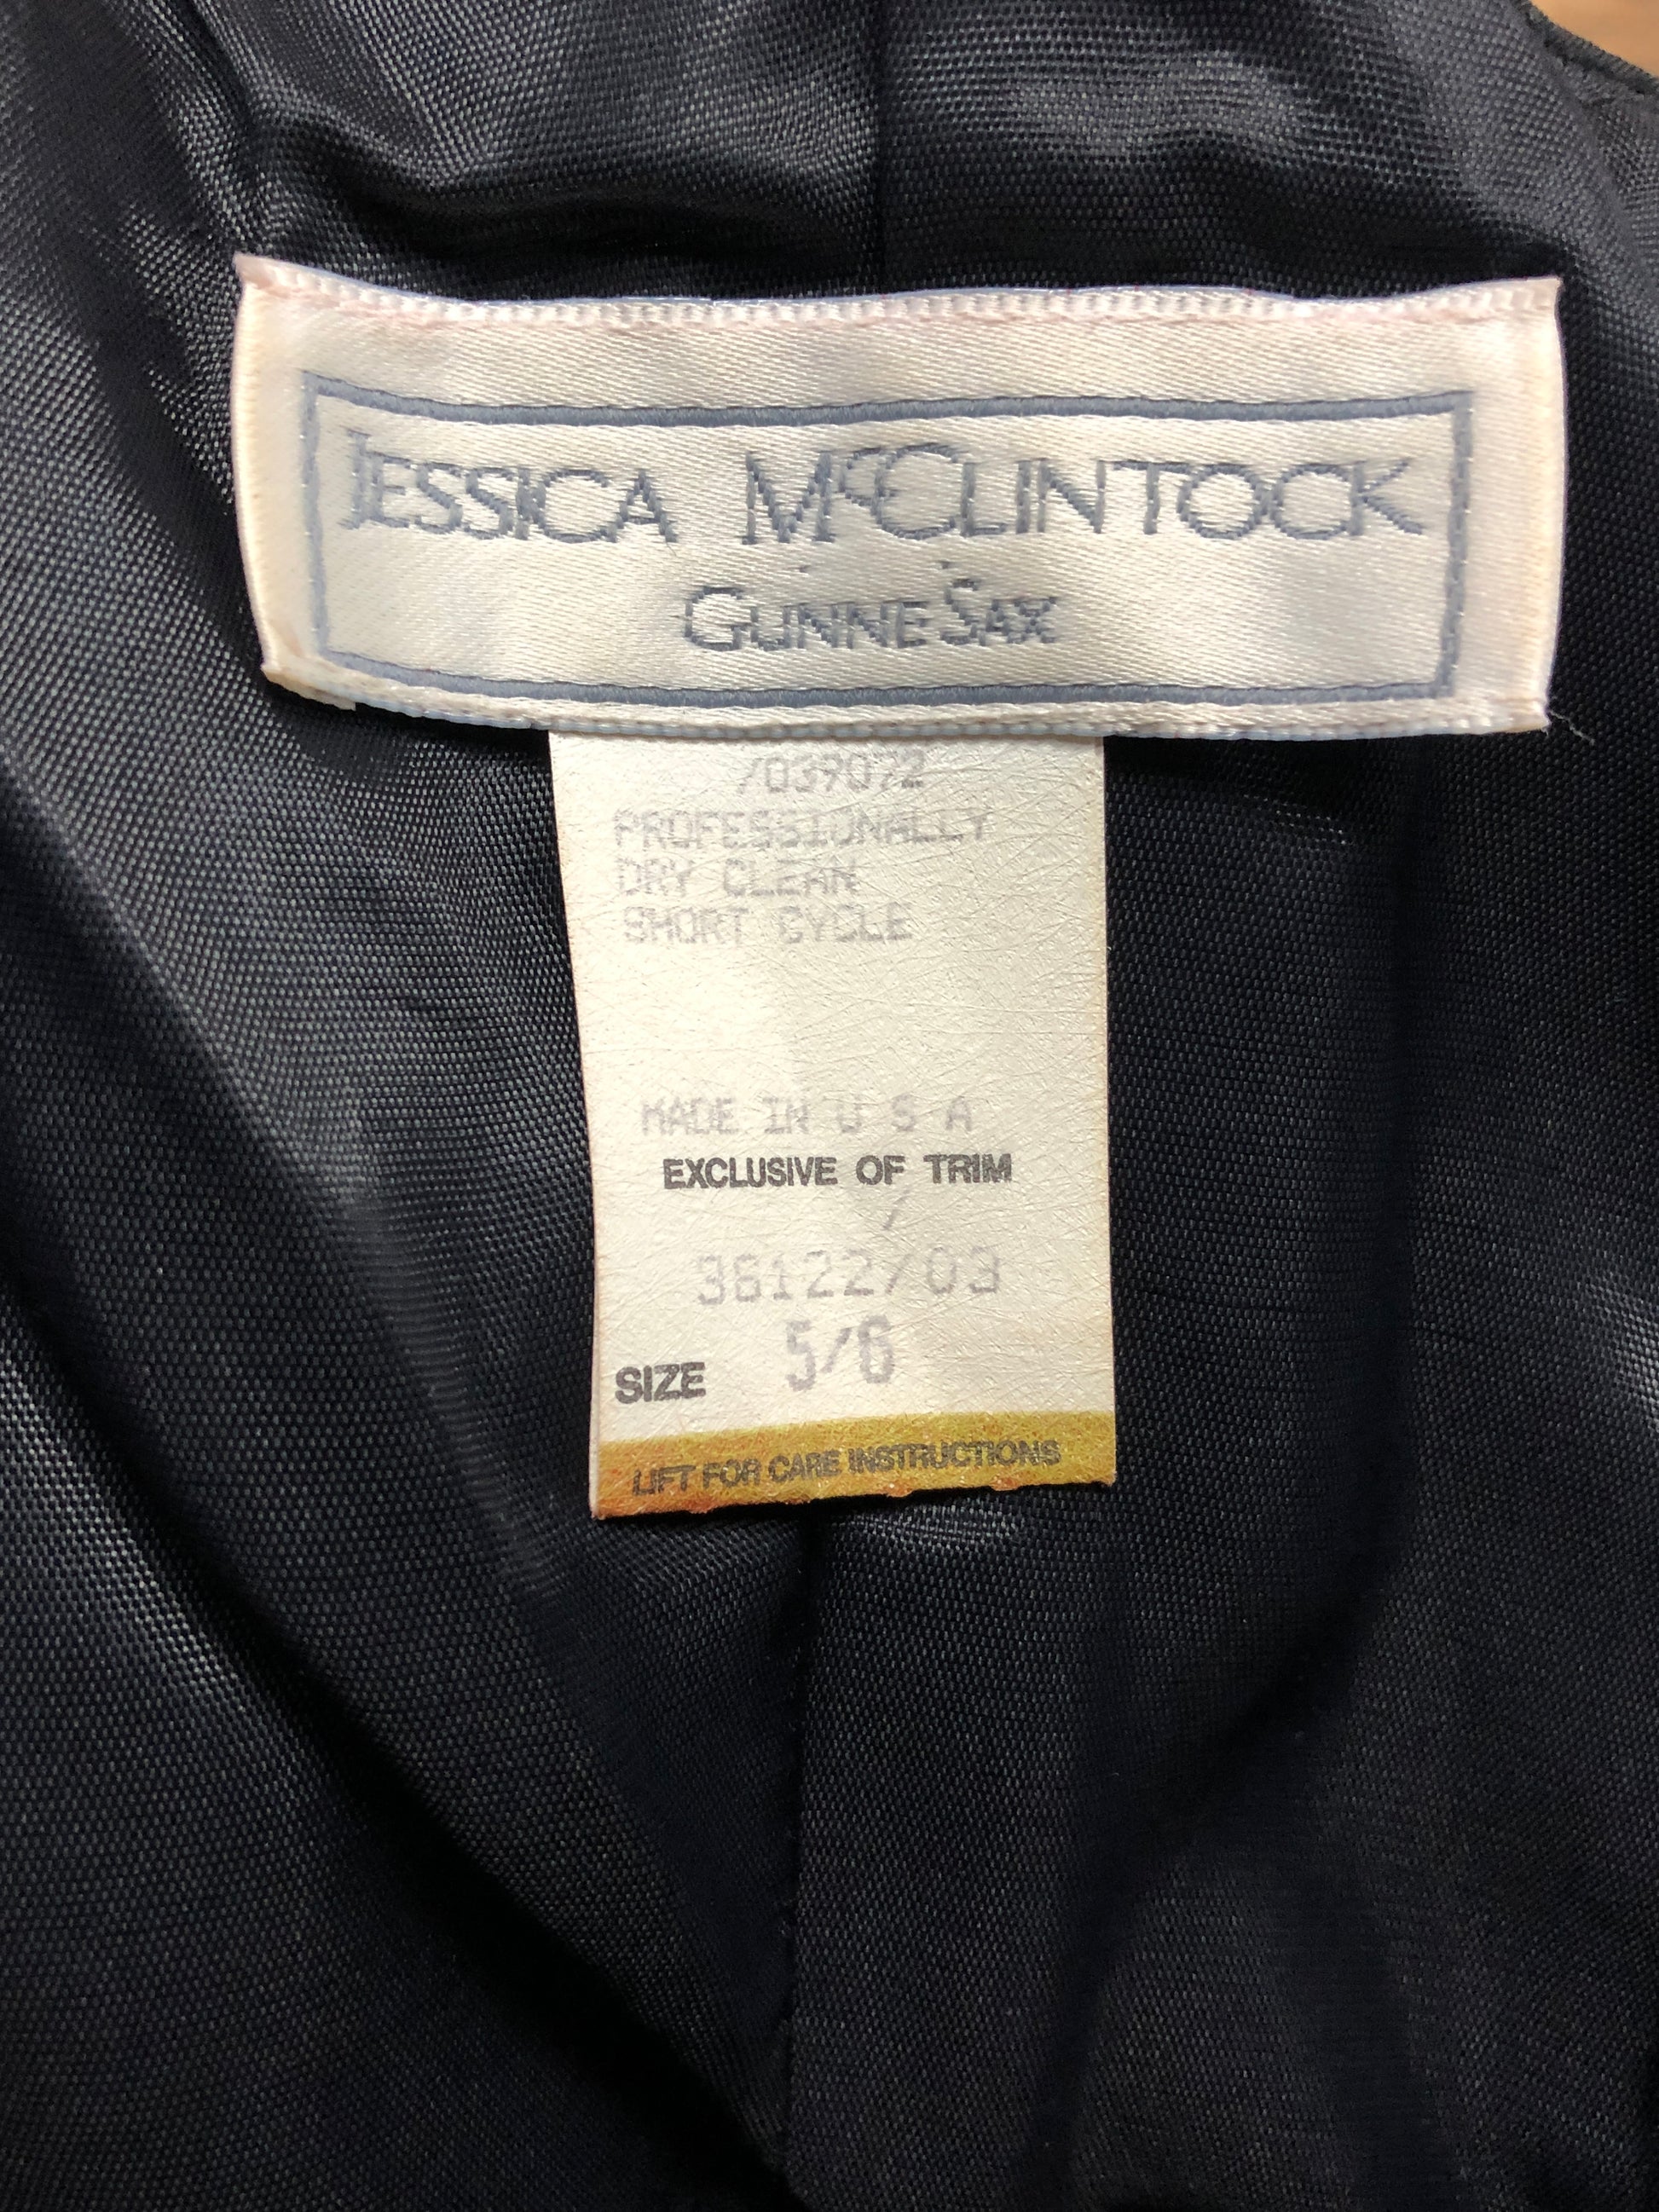 JESSICA McCLINTOCK
GUNNE SAX
/039072
PROFESSIONALLY
DRY CLEAN
SHORT CYCLE
MADE IN U S A
EXCLUSIVE OF TRIM
/
36122/03
SIZE 5/6
LIFT FOR CARE INSTRUCTIONS